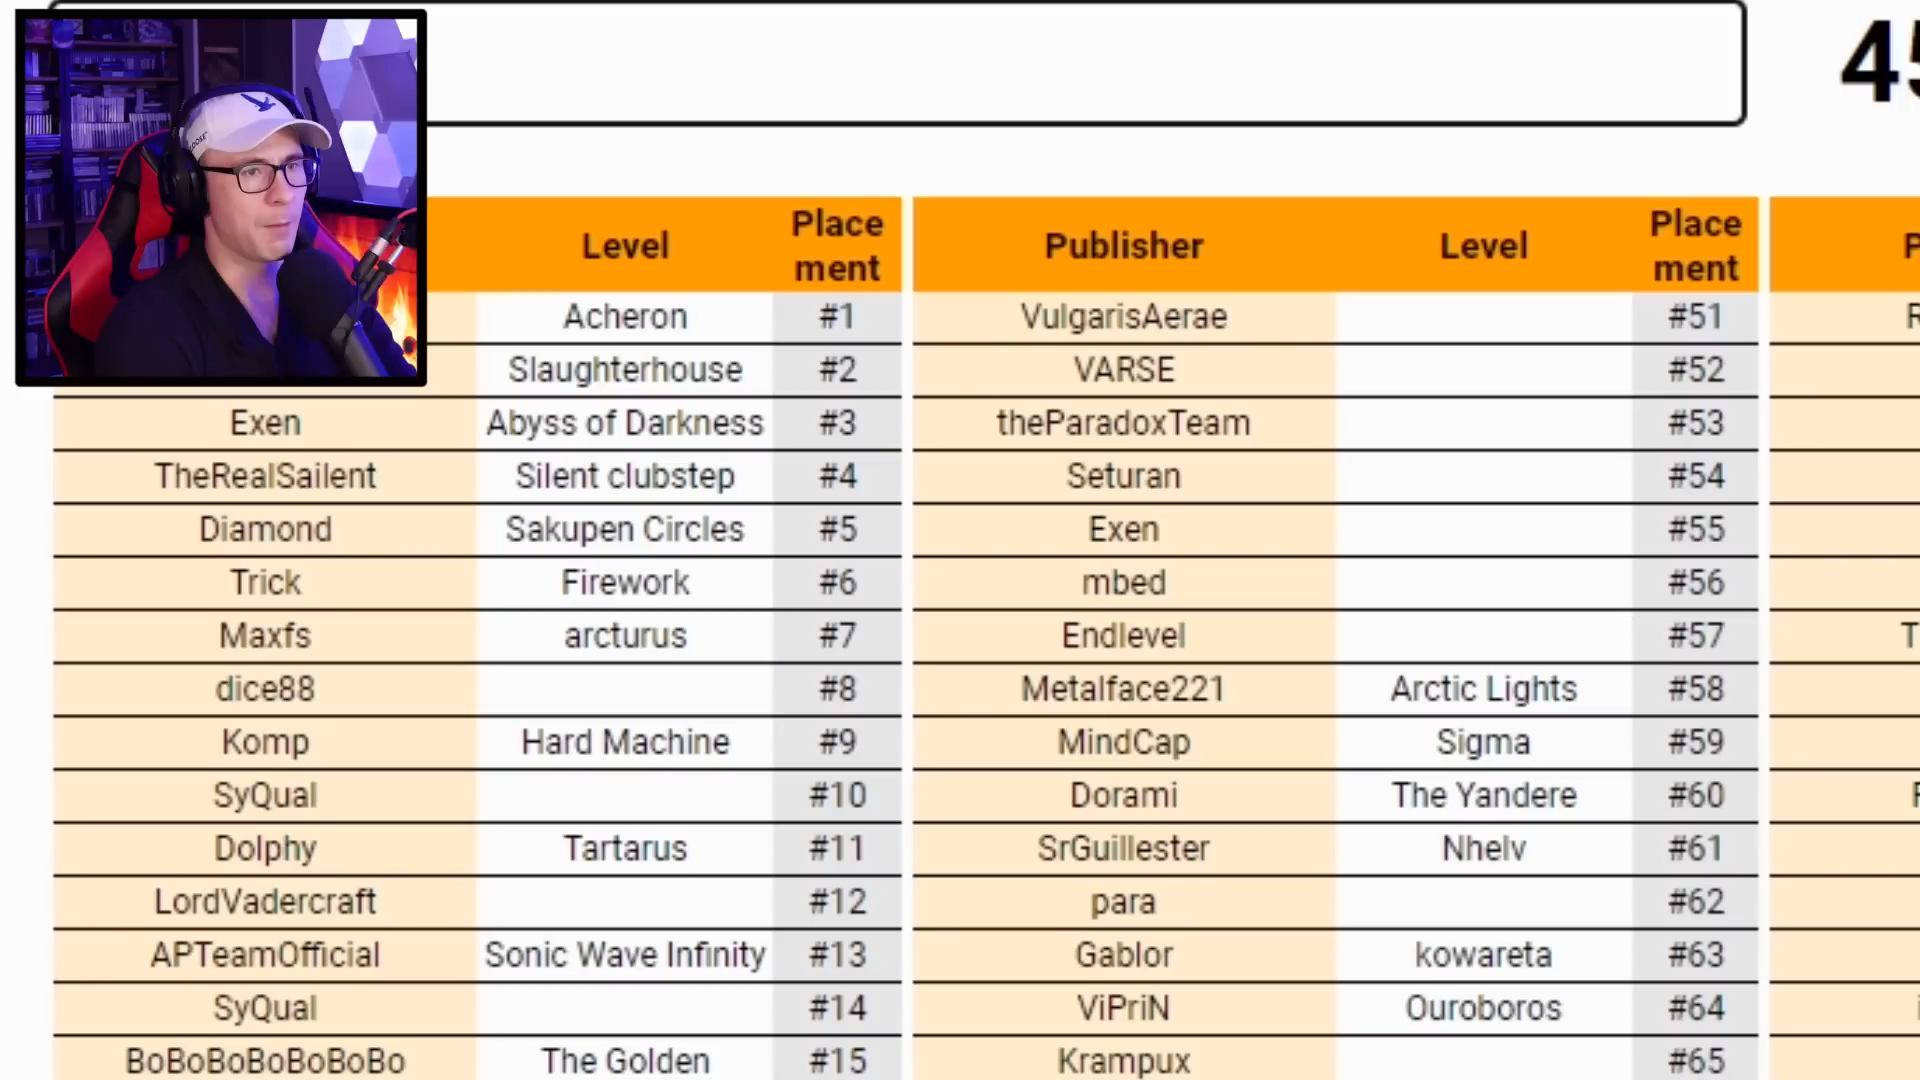 45
Level Place
ment Publisher Level Place
ment
Acheron #1 VulgarisAerae #51
Slaughterhouse #2 VARSE #52
Exen Abyss of Darkness #3 theParadoxTeam #53
TheRealSailent Silent clubstep #4 Seturan #54
Diamond Sakupen Circles #5 Exen #55
Trick Firework #6 mbed #56
Maxfs arcturus #7 Endlevel #57
dice88 #8 Metalface221 Arctic Lights #58
Komp Hard Machine #9 MindCap Sigma #59
SyQual #10 Dorami The Yandere #60
Dolphy Tartarus #11 SrGuillester Nhelv #61
LordVadercraft #12 para #62
APTeamOfficial Sonic Wave Infinity #13 Gablor kowareta #63
SyQual #14 ViPriN Ouroboros #64
BoBoBoBoBoBoBo The Golden #15 Krampux #65